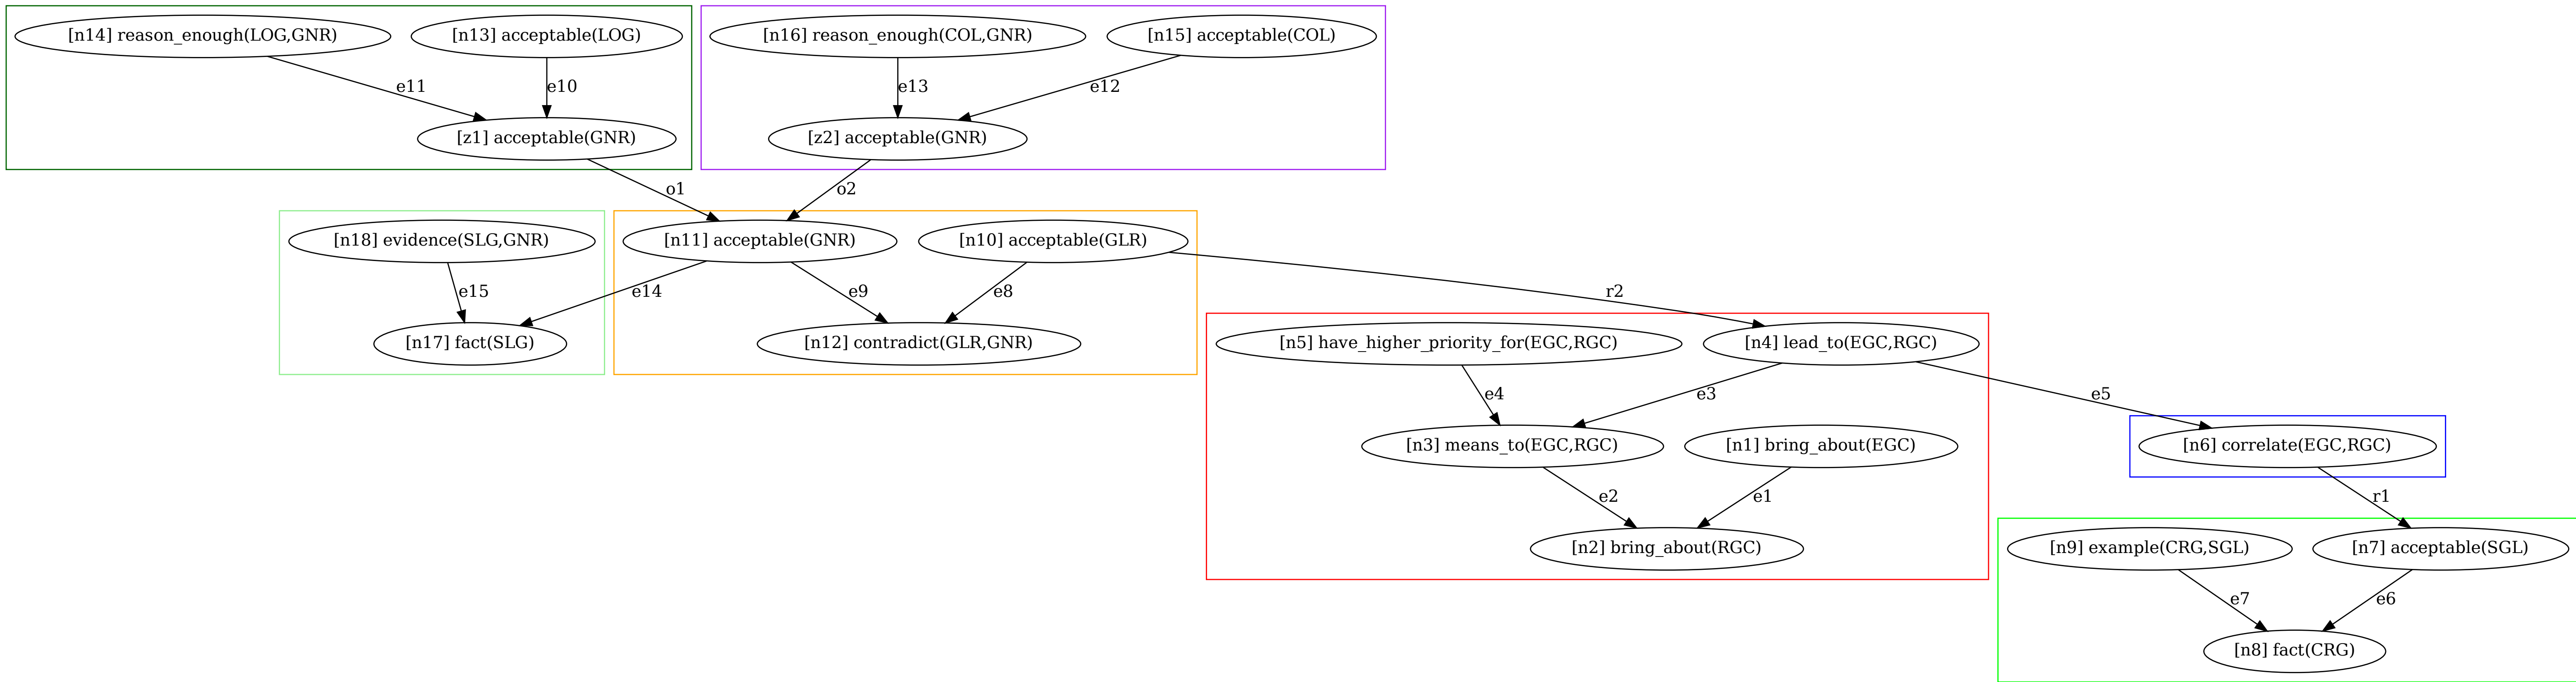 [n14] reason_enough(LOG,GNR)
[n13] acceptable(LOG)
[n16] reason_enough(COL,GNR)
[n15] acceptable(COL)
e11
e10
e13
e12
[z1] acceptable(GNR)
[z2] acceptable(GNR)
o1
o2
[n18] evidence(SLG,GNR)
[n11] acceptable(GNR)
[n10] acceptable(GLR)
e15
e14
e9
e8
r2
[n17] fact(SLG)
[n12] contradict(GLR,GNR)
[n5] have_higher_priority_for(EGC,RGC)
[n4] lead_to(EGC,RGC)
e4
e3
e5
[n3] means_to(EGC,RGC)
[n1] bring_about(EGC)
[n6] correlate(EGC,RGC)
e2
e1
r1
[n2] bring_about(RGC)
[n9] example(CRG,SGL)
[n7] acceptable(SGL)
e7
e6
[n8] fact(CRG)